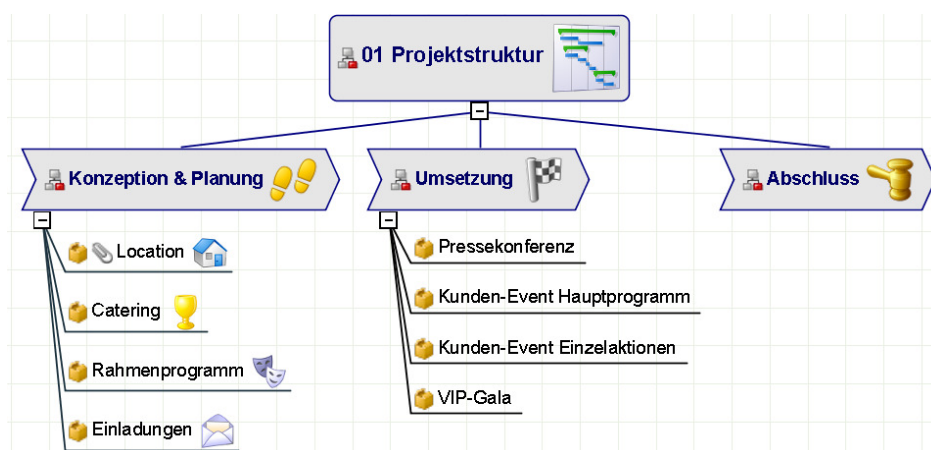 01 Projektstruktur
Konzeption & Planung
Location
Catering
Rahmenprogramm
Einladungen
Umsetzung
Pressekonferenz
Kunden-Event Hauptprogramm
Kunden-Event Einzelaktionen
VIP-Gala
Abschluss